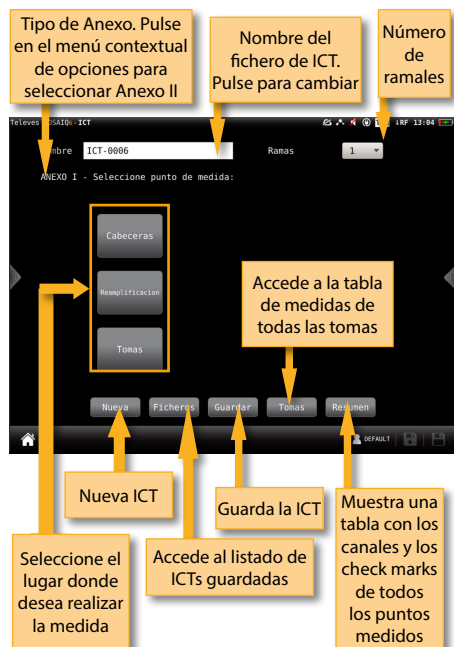 Tipo de Anexo. Pulse
en el menú contextual
de opciones para
seleccionar Anexo II
Nombre del
fichero de ICT.
Pulse para cambiar
Número
de
ramales
Televes ICT
ICT-0006
Ramas
1
↓RF 13:04
ANEXO I - Seleccione punto de medida:
Cabeceras
Reamplificacion
Tomas
Accede a la tabla
de medidas de
todas las tomas
Nueva
Ficheros
Guardar
Tomas
Resumen
DEFAULT
Nueva ICT
Guarda la ICT
Muestra una
tabla con los
canales y los
check marks
de todos
los puntos
medidos
Accede al listado de
ICTs guardadas
Seleccione el
lugar donde
desea realizar
la medida